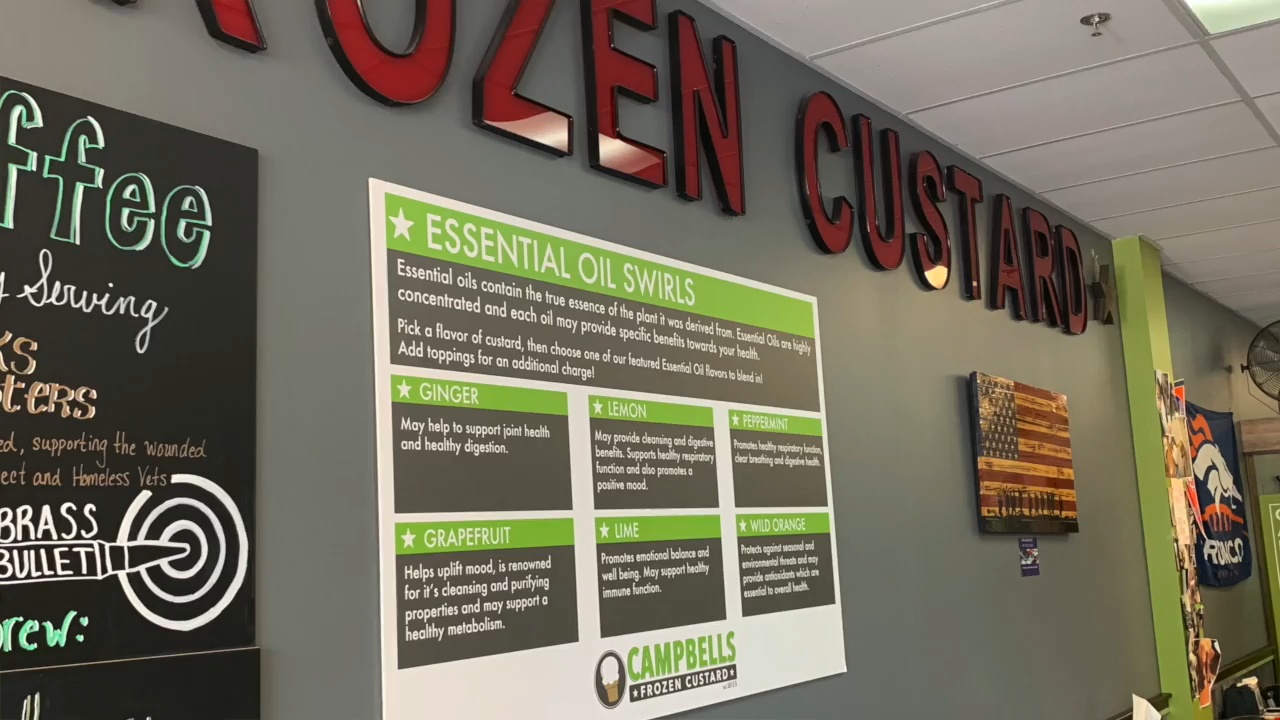 ROZEN CUSTARD
ffee
Serving
KS
ters
ed, supporting the wounded
ect and Homeless Vets
BRASS
BULLET
rew:
ESSENTIAL OIL SWIRLS
Essential oils contain the true essence of the plant it was derived from. Essential Oils are highly
concentrated and each oil may provide specific benefits towards your health.
Pick a flavor of custard, then choose one of our featured Essential Oil flavors to blend in!
Add toppings for an additional charge!
GINGER
May help to support joint health
and healthy digestion.
LEMON
May provide cleansing and digestive
benefits. Supports healthy respiratory
function and also promotes a
positive mood.
PEPPERMINT
Promotes healthy respiratory function,
clear breathing and digestive health.
GRAPEFRUIT
Helps uplift mood, is renowned
for it's cleansing and purifying
properties and may support a
healthy metabolism.
LIME
Promotes emotional balance and
well being. May support healthy
immune function.
WILD ORANGE
Protects against seasonal and
environmental threats and may
provide antioxidants which are
essential to overall health.
CAMPBELLS
FROZEN CUSTARD
RONCO